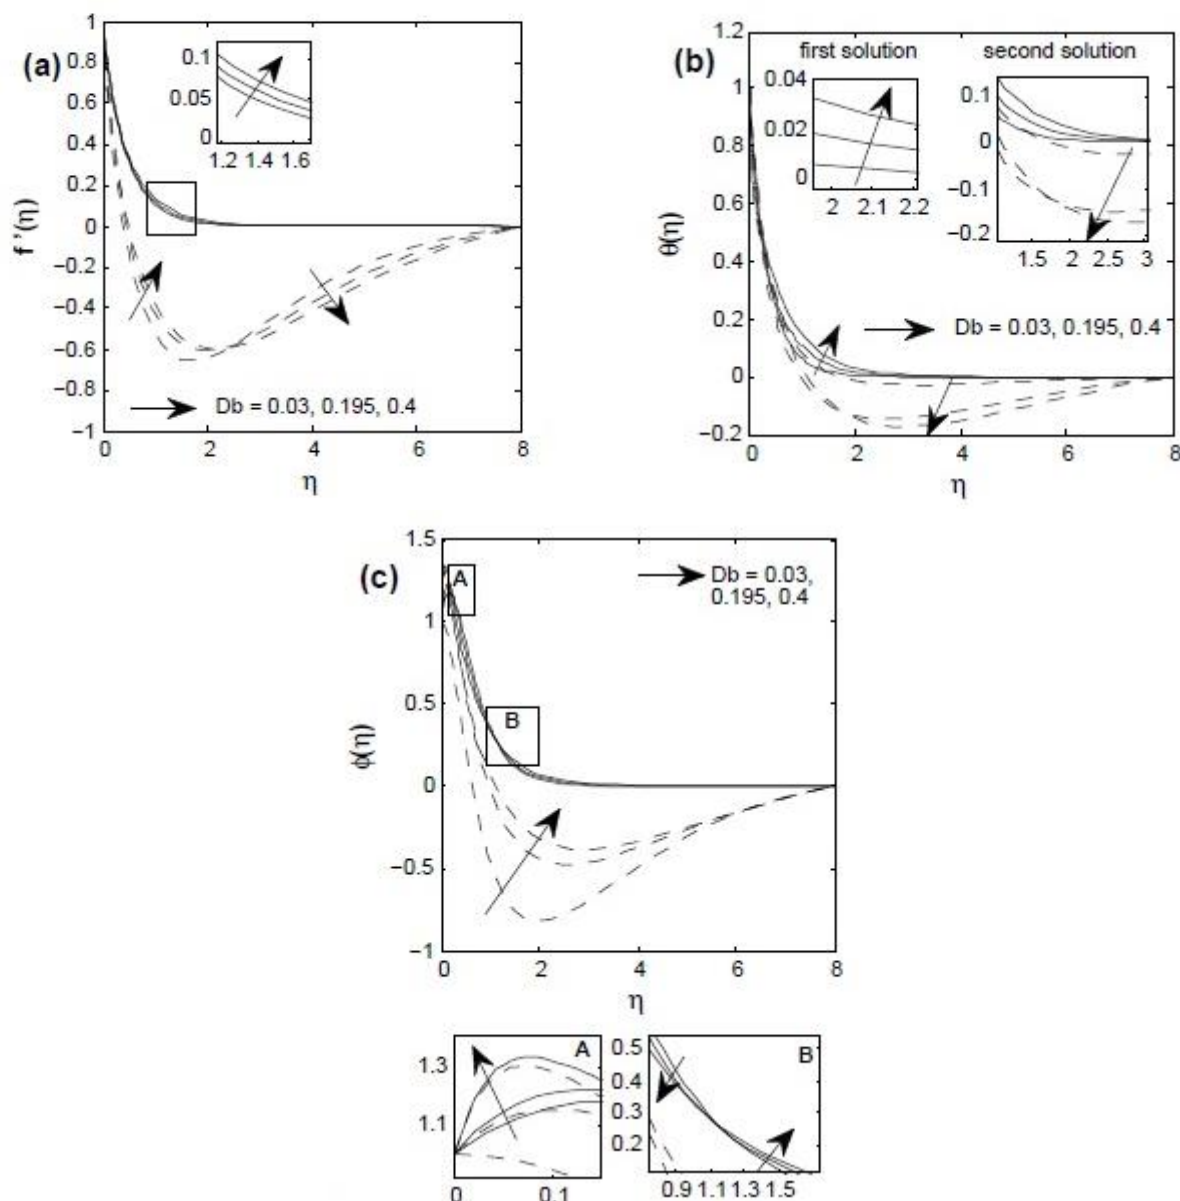 (a)
f '(η)
1
0.8
0.6
0.4
0.2
0
−0.2
−0.4
−0.6
−0.8
−1
0 2 4 6 8
η
0.1
0.05
0
1.2 1.4 1.6
Db = 0.03, 0.195, 0.4
(b)
θ(η)
1.2
1
0.8
0.6
0.4
0.2
0
−0.2
0 2 4 6 8
η
first solution second solution
0.04
0.02
0
2 2.1 2.2
0.1
0
−0.1
−0.2
1.5 2 2.5 3
Db = 0.03, 0.195, 0.4
(c)
ϕ(η)
1.5
1
0.5
0
−0.5
−1
0 2 4 6 8
η
A
B
Db = 0.03,
0.195, 0.4
A
1.3
1.1
0 0.1
B
0.5
0.4
0.3
0.2
0.9 1.1 1.3 1.5